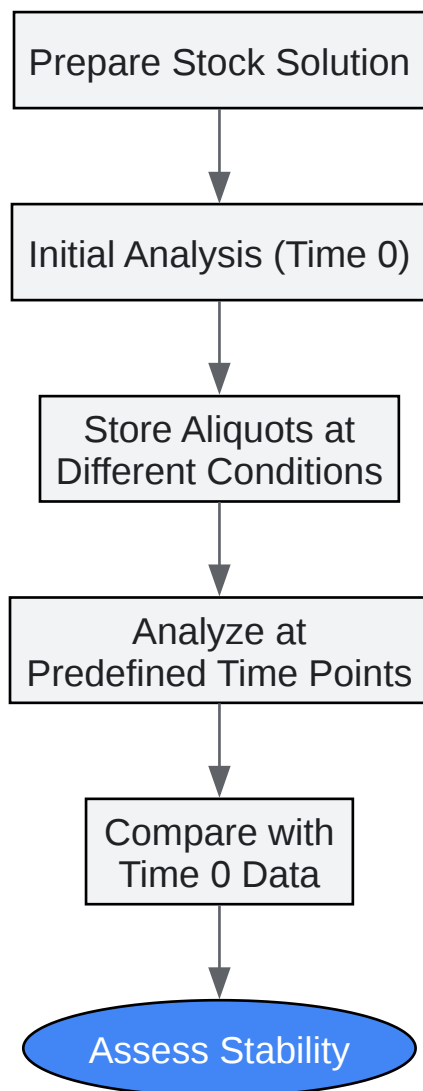 Prepare Stock Solution
Initial Analysis (Time 0)
Store Aliquots at
Different Conditions
Analyze at
Predefined Time Points
Compare with
Time 0 Data
Assess Stability